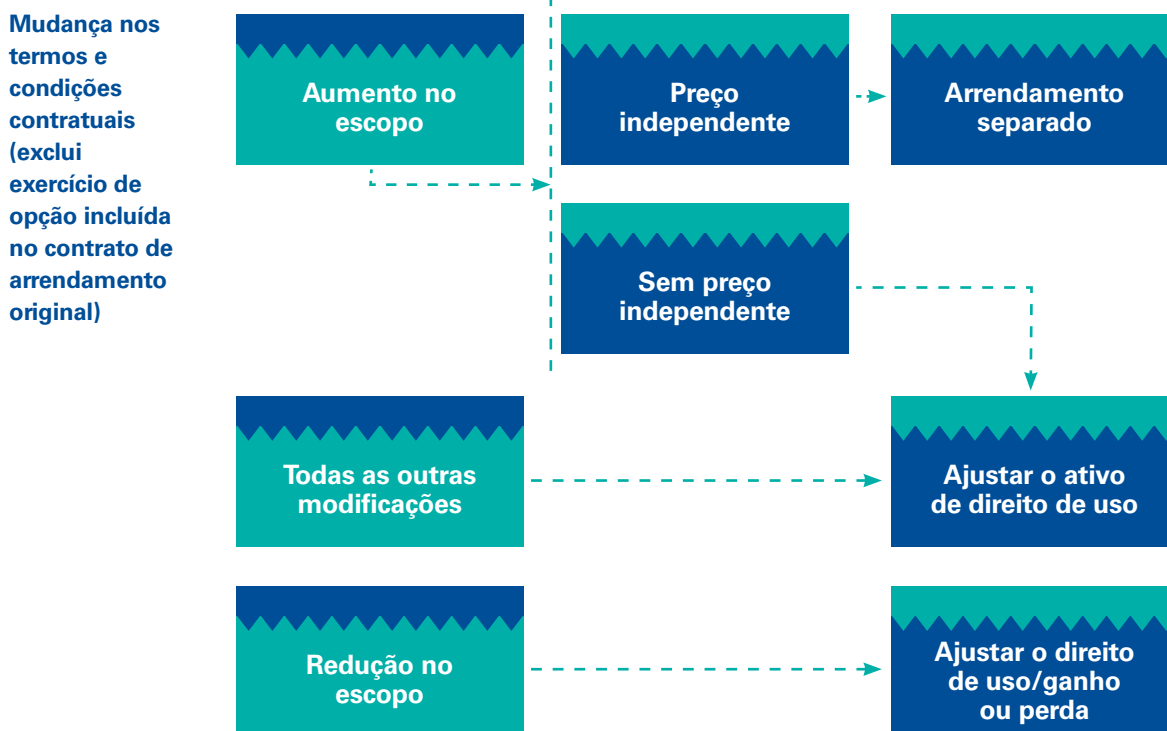 Mudança nos
termos e
condições
contratuais
(exclui
exercício de
opção incluída
no contrato de
arrendamento
original)
Aumento no
escopo
Preço
independente
Arrendamento
separado
Sem preço
independente
Todas as outras
modificações
Ajustar o ativo
de direito de uso
Redução no
escopo
Ajustar o direito
de uso/ganho
ou perda